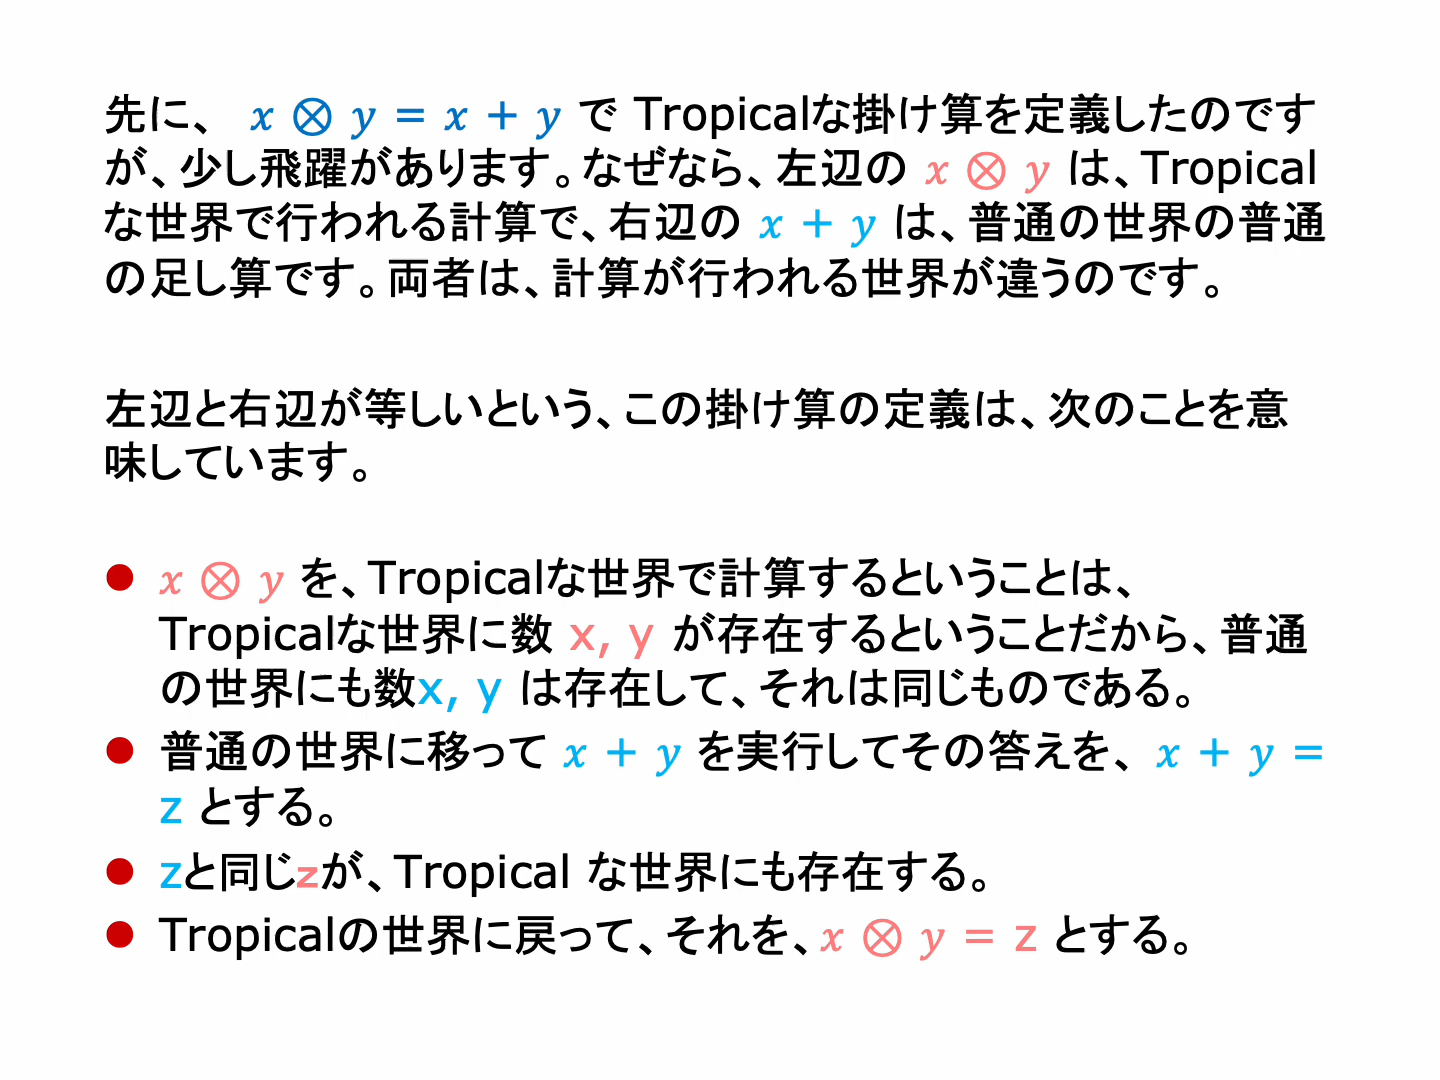 先に、 x ⊗ y = x + y で Tropicalな掛け算を定義したのです
が、少し飛躍があります。なぜなら、左辺の x ⊗ y は、Tropical
な世界で行われる計算で、右辺の x + y は、普通の世界の普通
の足し算です。両者は、計算が行われる世界が違うのです。
左辺と右辺が等しいという、この掛け算の定義は、次のことを意
味しています。
● x ⊗ y を、Tropicalな世界で計算するということは、
Tropicalな世界に数 x, y が存在するということだから、普通
の世界にも数x, y は存在して、それは同じものである。
● 普通の世界に移って x + y を実行してその答えを、 x + y =
z とする。
● zと同じzが、Tropical な世界にも存在する。
● Tropicalの世界に戻って、それを、x ⊗ y = z とする。